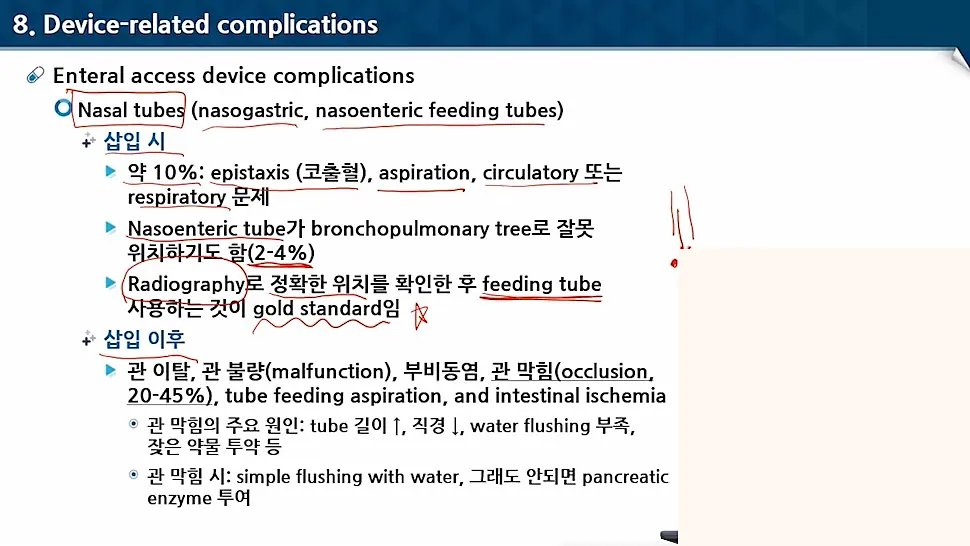 8. Device-related complications
Enteral access device complications
Nasal tubes (nasogastric, nasoenteric feeding tubes)
삽입 시
약 10%: epistaxis (코출혈), aspiration, circulatory 또는
respiratory 문제
Nasoenteric tube가 bronchopulmonary tree로 잘못
위치하기도 함(2-4%)
Radiography로 정확한 위치를 확인한 후 feeding tube
사용하는 것이 gold standard임
삽입 이후
관 이탈, 관 불량(malfunction), 부비동염, 관 막힘(occlusion,
20-45%), tube feeding aspiration, and intestinal ischemia
관 막힘의 주요 원인: tube 길이↑, 직경↓, water flushing 부족,
잦은 약물 투약 등
관 막힘 시: simple flushing with water, 그래도 안되면 pancreatic
enzyme 투여